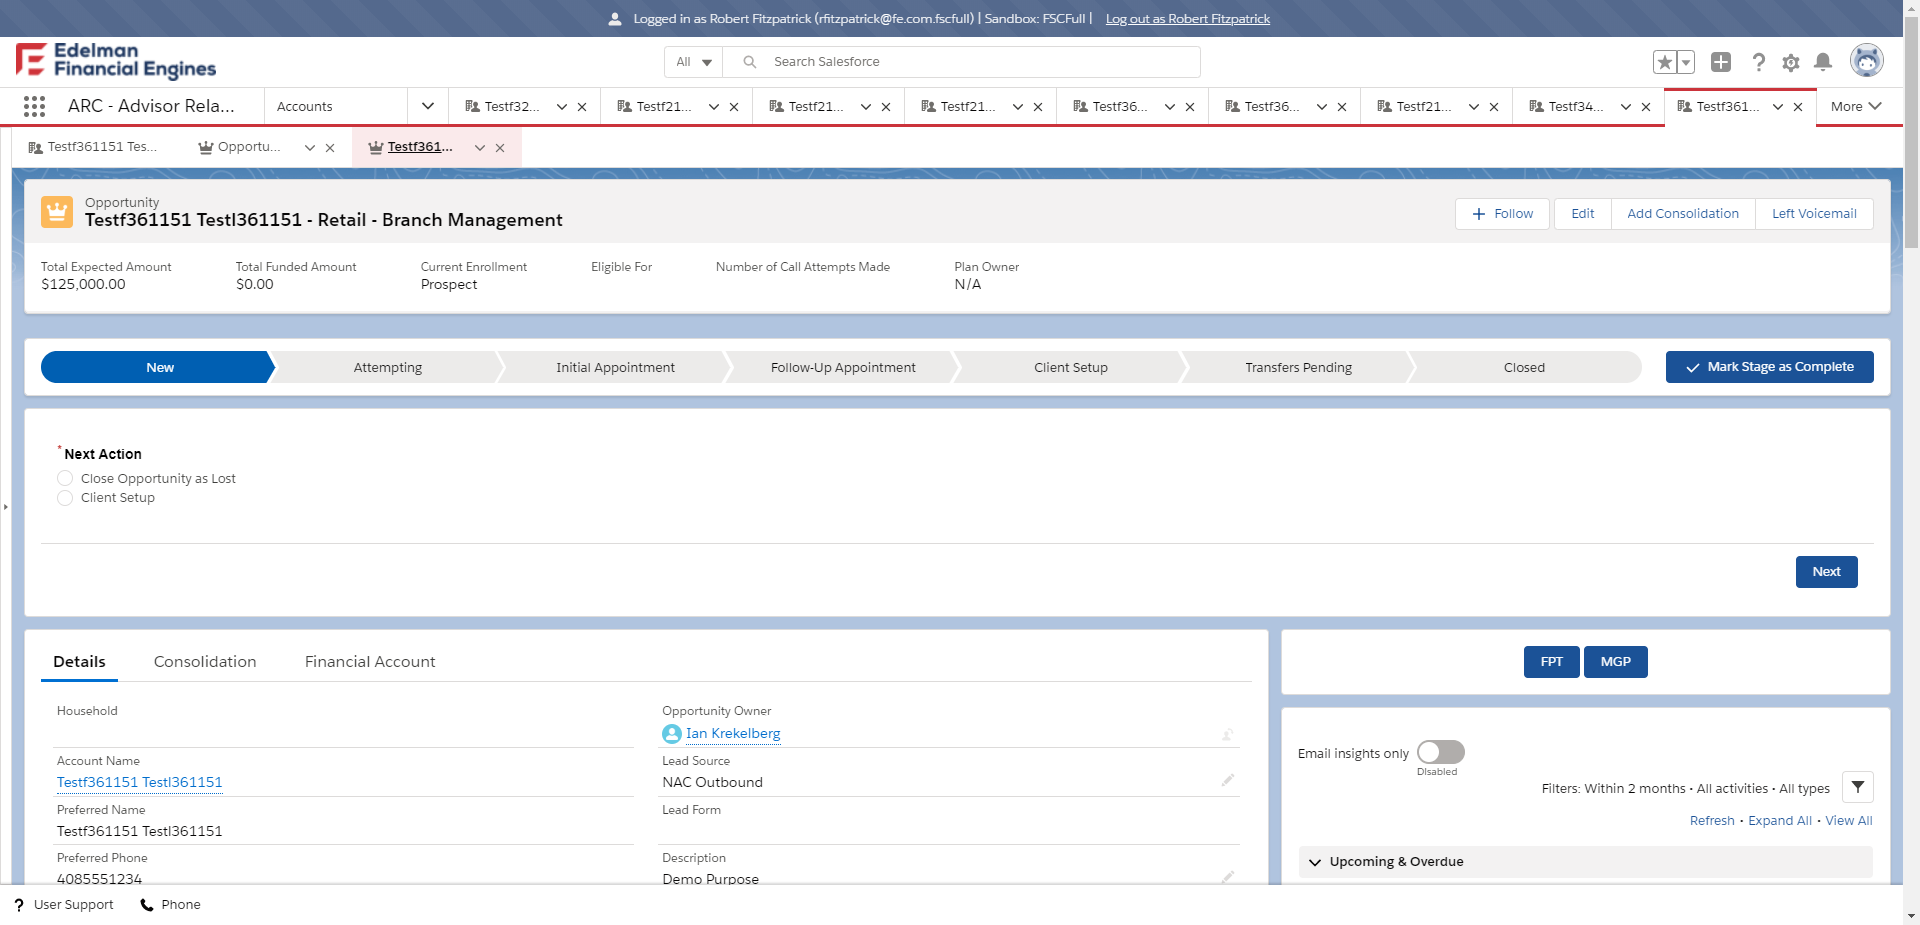 Logged in as Robert Fitzpatrick (rfitzpatrick@fe.com.fscfull) | Sandbox: FSCFull | Log out as Robert Fitzpatrick
Edelman
Financial Engines
All
Search Salesforce
ARC - Advisor Rela...
Accounts
Testf32...
Testf21...
Testf21...
Testf21...
Testf36...
Testf36...
Testf21...
Testf34...
Testf361...
More
Testf361151 Tes...
Opportu...
Testf361...
Opportunity
Testf361151 Testl361151 - Retail - Branch Management
+ Follow
Edit
Add Consolidation
Left Voicemail
Total Expected Amount
$125,000.00
Total Funded Amount
$0.00
Current Enrollment
Prospect
Eligible For
Number of Call Attempts Made
Plan Owner
N/A
New
Attempting
Initial Appointment
Follow-Up Appointment
Client Setup
Transfers Pending
Closed
Mark Stage as Complete
* Next Action
Close Opportunity as Lost
Client Setup
Next
Details
Consolidation
Financial Account
Household
Account Name
Testf361151 Testl361151
Preferred Name
Testf361151 Testl361151
Preferred Phone
4085551234
Opportunity Owner
Ian Krekelberg
Lead Source
NAC Outbound
Lead Form
Description
Demo Purpose
FPT
MGP
Email insights only
Disabled
Filters: Within 2 months • All activities • All types
Refresh • Expand All • View All
Upcoming & Overdue
? User Support
Phone